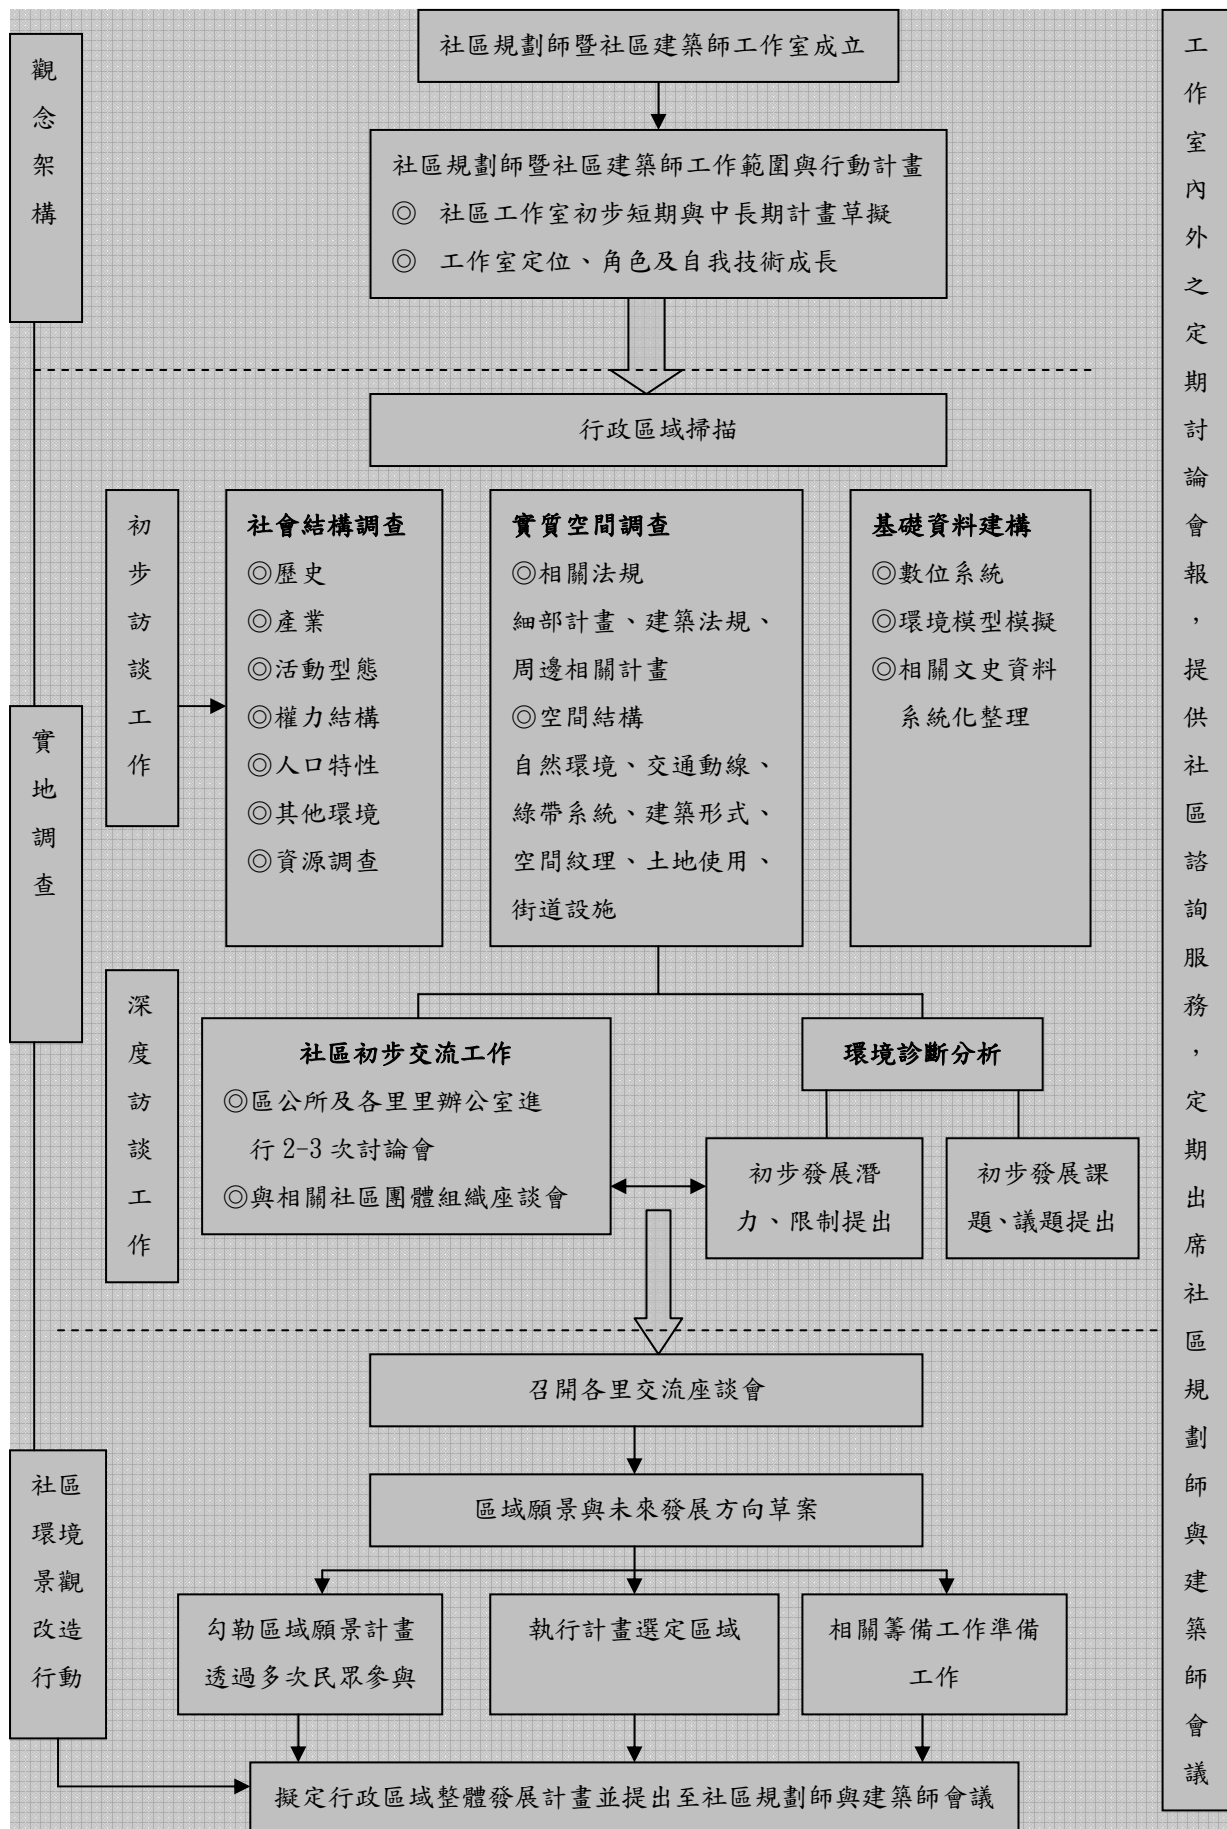 觀念架構
社區規劃師暨社區建築師工作室成立
社區規劃師暨社區建築師工作範圍與行動計畫
◎ 社區工作室初步短期與中長期計畫草擬
◎ 工作室定位、角色及自我技術成長
行政區域掃描
實地調查
初步訪談工作
社會結構調查
◎歷史
◎產業
◎活動型態
◎權力結構
◎人口特性
◎其他環境
◎資源調查
實質空間調查
◎相關法規
細部計畫、建築法規、
周邊相關計畫
◎空間結構
自然環境、交通動線、
綠帶系統、建築形式、
空間紋理、土地使用、
街道設施
基礎資料建構
◎數位系統
◎環境模型模擬
◎相關文史資料
系統化整理
深度訪談工作
社區初步交流工作
◎區公所及各里里辦公室進
行 2-3 次討論會
◎與相關社區團體組織座談會
環境診斷分析
初步發展潛
力、限制提出
初步發展課
題、議題提出
召開各里交流座談會
區域願景與未來發展方向草案
社區
環境
景觀
改造
行動
勾勒區域願景計畫
透過多次民眾參與
執行計畫選定區域
相關籌備工作準備
工作
擬定行政區域整體發展計畫並提出至社區規劃師與建築師會議
工作室內外之定期討論會報，提供社區諮詢服務，定期出席社區規劃師與建築師會議